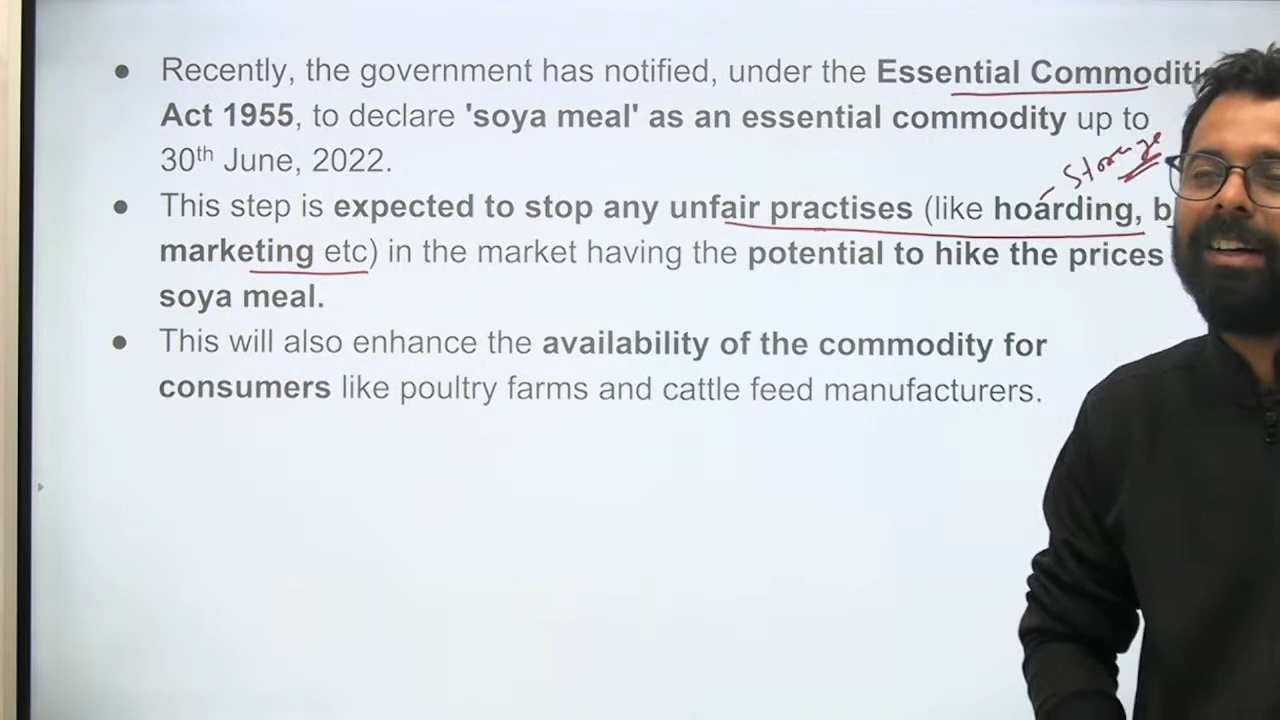 Recently, the government has notified, under the Essential
Act 1955, to declare 'soya meal' as an essential commodity up to
30th June, 2022.
Storage
This step is expected to stop any unfair practises (like hoarding,
marketing etc) in the market having the potential to hike the prices
soya meal.
This will also enhance the availability of the commodity for
consumers like poultry farms and cattle feed manufacturers.